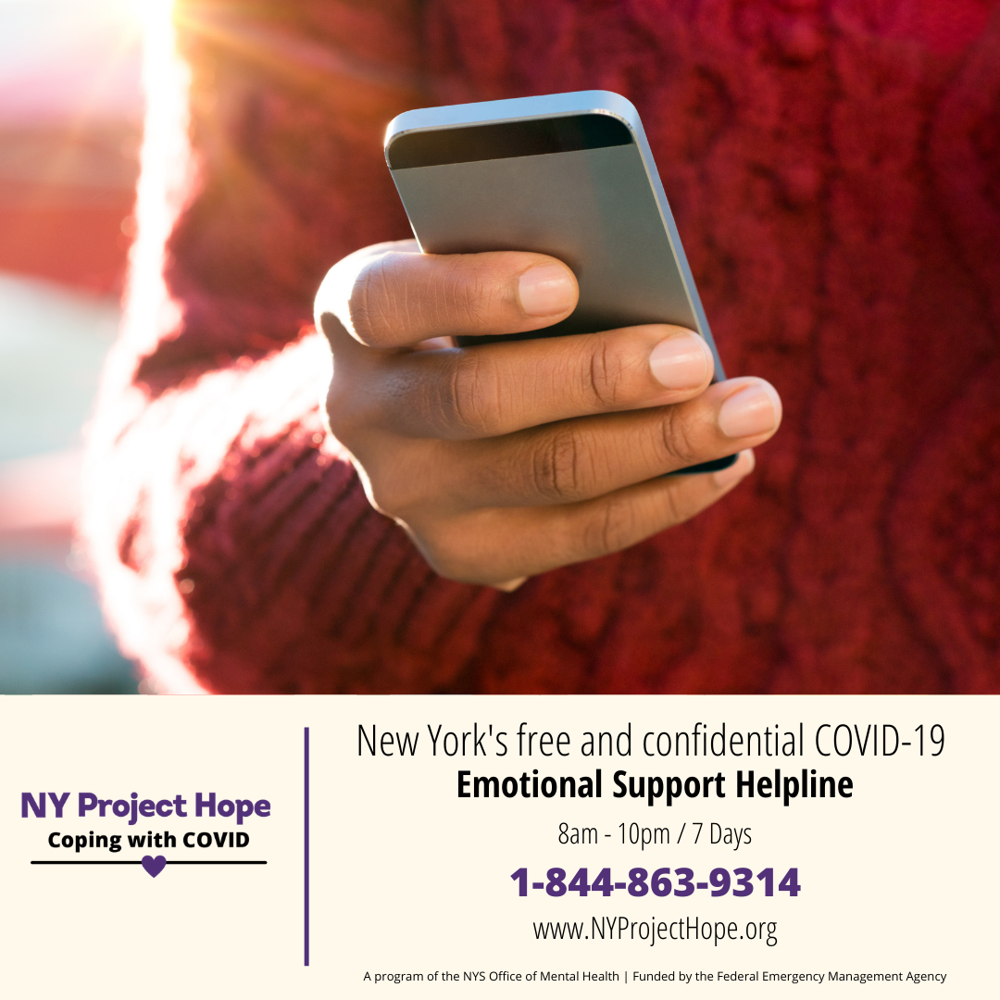 NY Project Hope
Coping with COVID
New York's free and confidential COVID-19
Emotional Support Helpline
8am - 10pm / 7 Days
1-844-863-9314
www.NYProjectHope.org
A program of the NYS Office of Mental Health | Funded by the Federal Emergency Management Agency